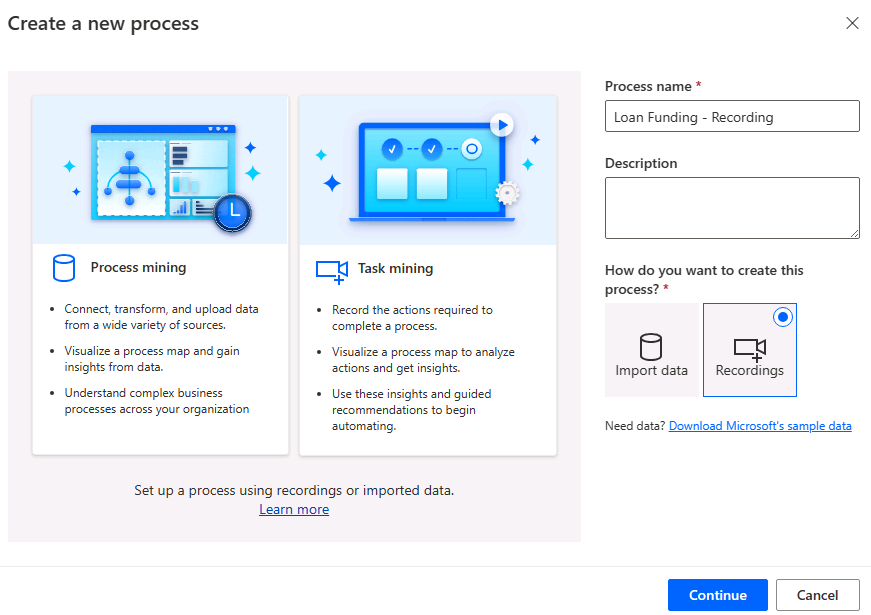 Create a new process
Process mining
• Connect, transform, and upload data
from a wide variety of sources.
• Visualize a process map and gain
insights from data.
• Understand complex business
processes across your organization
Task mining
• Record the actions required to
complete a process.
• Visualize a process map to analyze
actions and get insights.
• Use these insights and guided
recommendations to begin
automating.
Set up a process using recordings or imported data.
Learn more
Process name *
Loan Funding - Recording
Description
How do you want to create this
process? *
Import data
Recordings
Need data? Download Microsoft's sample data
Continue
Cancel